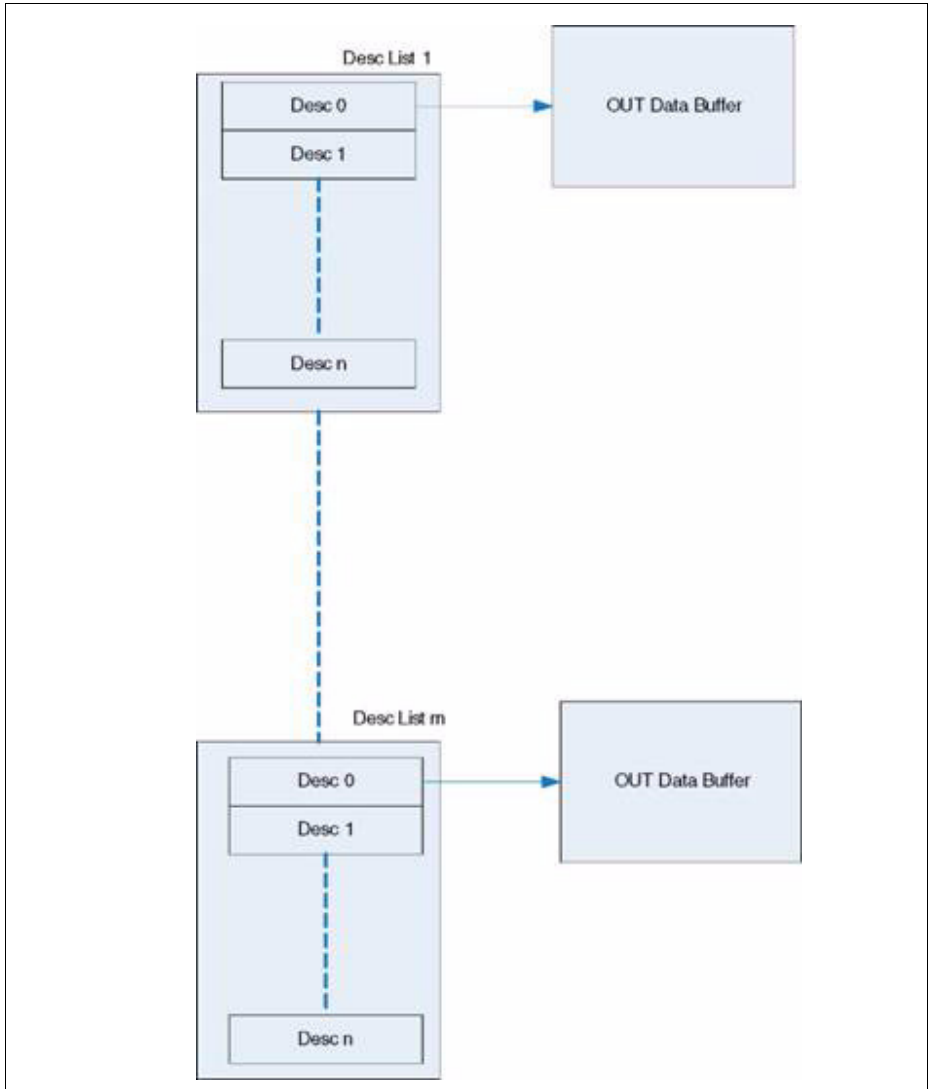 Desc List 1
Desc 0
OUT Data Buffer
Desc 1
Desc n
Desc List m
Desc 0
OUT Data Buffer
Desc 1
Desc n